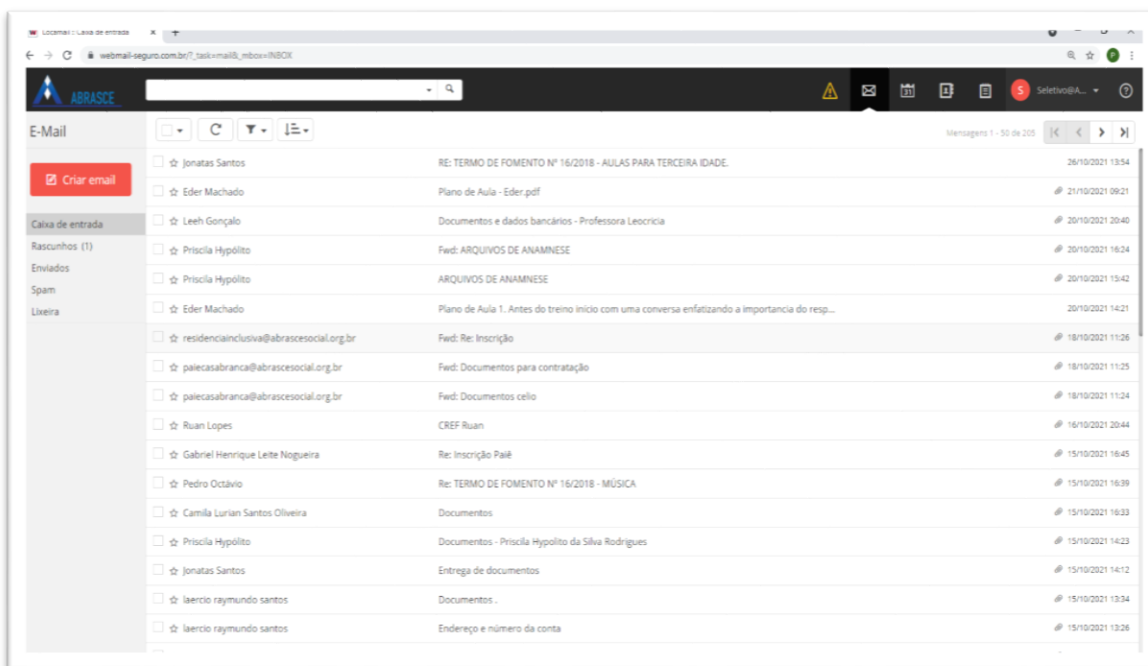 Locamail :: Caixa de entrada
webmail-seguro.com.br/?_task=mail&_mbox=INBOX
P
ABRASCE
31
S
Seletivo@A...
E-Mail
Mensagens 1 - 50 de 205
Criar email
Caixa de entrada
Rascunhos (1)
Enviados
Spam
Lixeira
Jonatas Santos RE: TERMO DE FOMENTO Nº 16/2018 - AULAS PARA TERCEIRA IDADE. 26/10/2021 13:54
Eder Machado Plano de Aula - Eder.pdf 21/10/2021 09:21
Leeh Gonçalo Documentos e dados bancários - Professora Leocricia 20/10/2021 20:40
Priscila Hypólito Fwd: ARQUIVOS DE ANAMNESE 20/10/2021 16:24
Priscila Hypólito ARQUIVOS DE ANAMNESE 20/10/2021 15:42
Eder Machado Plano de Aula 1. Antes do treino inicio com uma conversa enfatizando a importancia do resp... 20/10/2021 14:21
residenciainclusiva@abrascesocial.org.br Fwd: Re: Inscrição 18/10/2021 11:26
paiecasabranca@abrascesocial.org.br Fwd: Documentos para contratação 18/10/2021 11:25
paiecasabranca@abrascesocial.org.br Fwd: Documentos celio 18/10/2021 11:24
Ruan Lopes CREF Ruan 16/10/2021 20:44
Gabriel Henrique Leite Nogueira Re: Inscrição Paiê 15/10/2021 16:45
Pedro Octávio Re: TERMO DE FOMENTO Nº 16/2018 - MÚSICA 15/10/2021 16:39
Camila Lurian Santos Oliveira Documentos 15/10/2021 16:33
Priscila Hypólito Documentos - Priscila Hypolito da Silva Rodrigues 15/10/2021 14:23
Jonatas Santos Entrega de documentos 15/10/2021 14:12
laercio raymundo santos Documentos . 15/10/2021 13:34
laercio raymundo santos Endereço e número da conta 15/10/2021 13:26